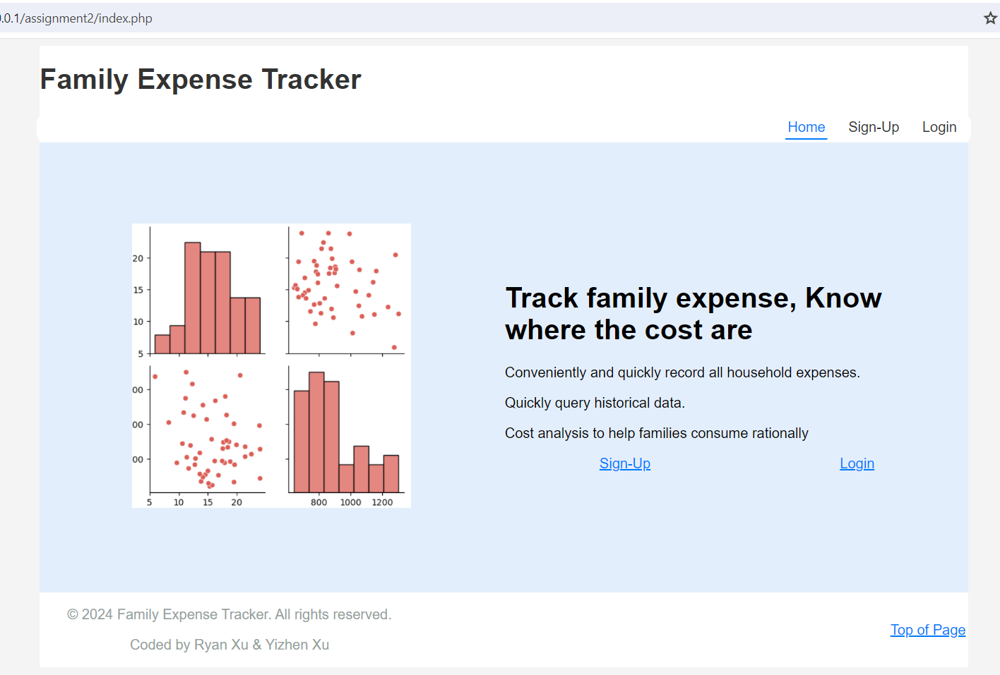 .0.1/assignment2/index.php
Family Expense Tracker
Home Sign-Up Login
20
15
10
5
00
00
00
5 10 15 20
800 1000 1200
Track family expense, Know
where the cost are
Conveniently and quickly record all household expenses.
Quickly query historical data.
Cost analysis to help families consume rationally
Sign-Up Login
© 2024 Family Expense Tracker. All rights reserved.
Coded by Ryan Xu & Yizhen Xu
Top of Page